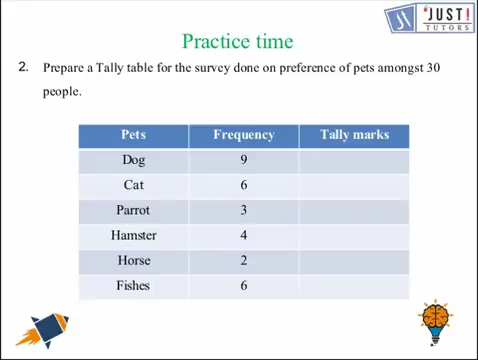 JUST!
TUTORS
Practice time
2. Prepare a Tally table for the survey done on preference of pets amongst 30
people.
Pets Frequency Tally marks
Dog 9
Cat 6
Parrot 3
Hamster 4
Horse 2
Fishes 6